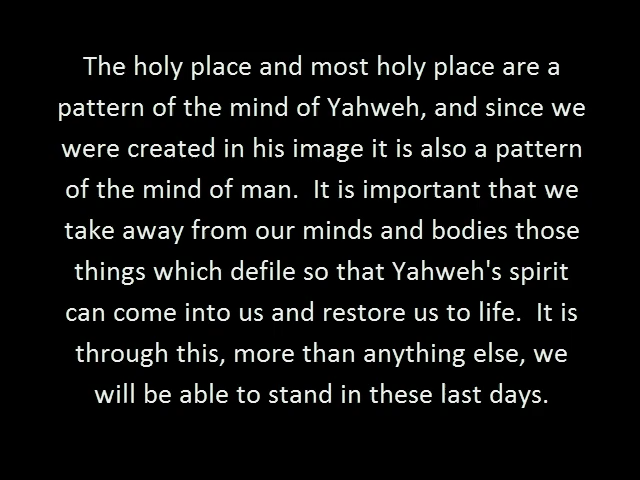 The holy place and most holy place are a
pattern of the mind of Yahweh, and since we
were created in his image it is also a pattern
of the mind of man.  It is important that we
take away from our minds and bodies those
things which defile so that Yahweh's spirit
can come into us and restore us to life.  It is
through this, more than anything else, we
will be able to stand in these last days.